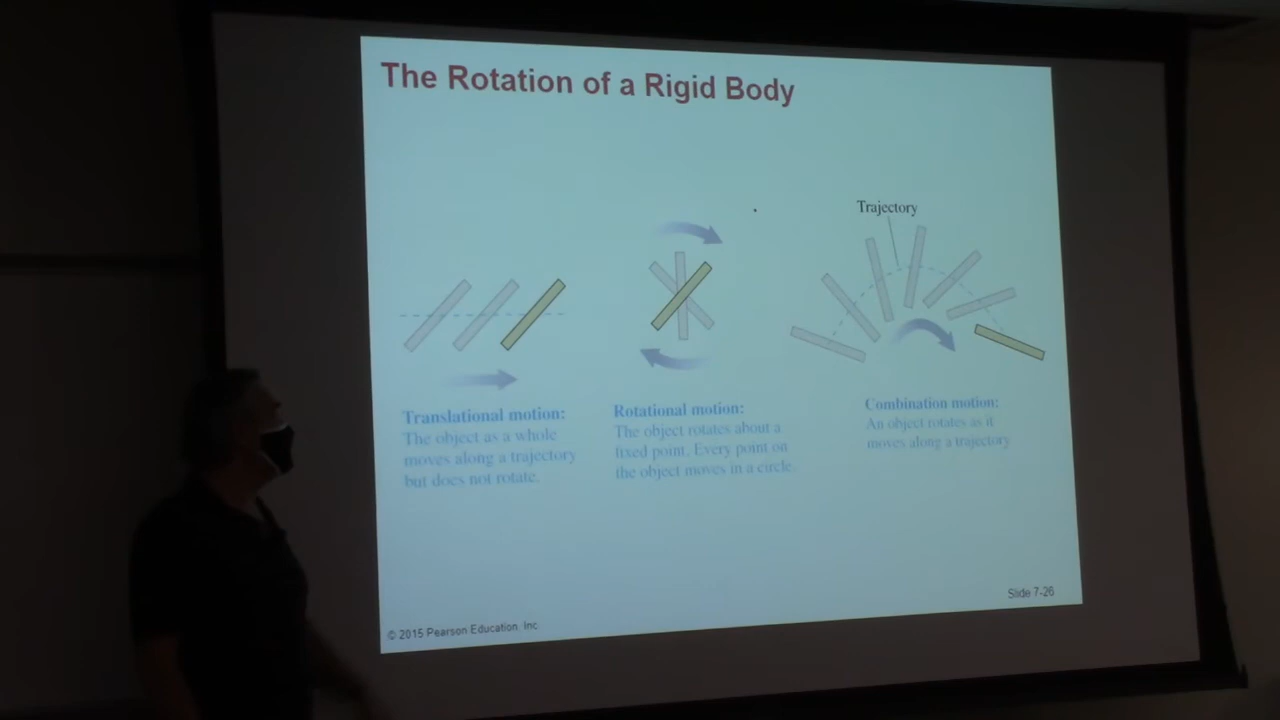 The Rotation of a Rigid Body
Trajectory
Translational motion:
The object as a whole
moves along a trajectory
but does not rotate.
Rotational motion:
The object rotates about a
fixed point. Every point on
the object moves in a circle.
Combination motion:
An object rotates as it
moves along a trajectory
Slide 7-26
© 2015 Pearson Education, Inc.